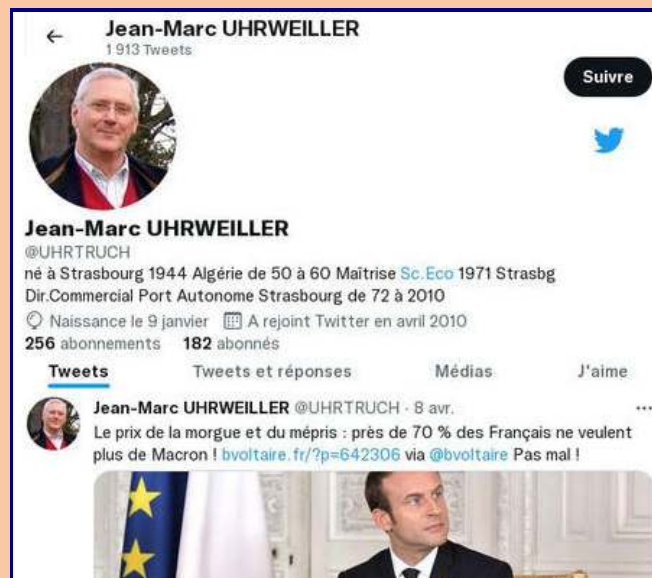 Jean-Marc UHRWEILLER
1 913 Tweets
Suivre
Jean-Marc UHRWEILLER
@UHRTRUCH
né à Strasbourg 1944 Algérie de 50 à 60 Maîtrise Sc.Eco 1971 Strasbg
Dir.Commercial Port Autonome Strasbourg de 72 à 2010
Naissance le 9 janvier A rejoint Twitter en avril 2010
256 abonnements 182 abonnés
Tweets Tweets et réponses Médias J'aime
Jean-Marc UHRWEILLER @UHRTRUCH · 8 avr.
Le prix de la morgue et du mépris : près de 70 % des Français ne veulent
plus de Macron ! bvoltaire.fr/?p=642306 via @bvoltaire Pas mal !